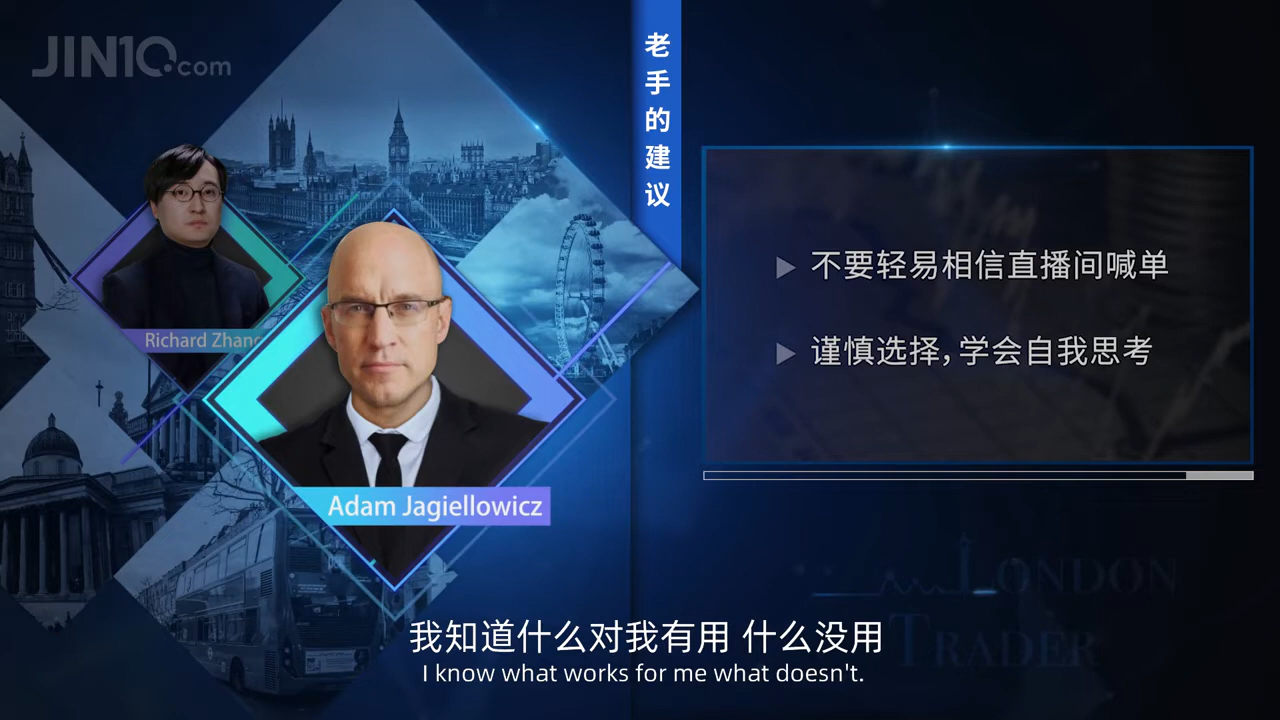 JIN10.com
老手的建议
Richard Zhang
Adam Jagiellowicz
▶ 不要轻易相信直播间喊单
▶ 谨慎选择，学会自我思考
LONDON
TRADER
我知道什么对我有用 什么没用
I know what works for me what doesn't.